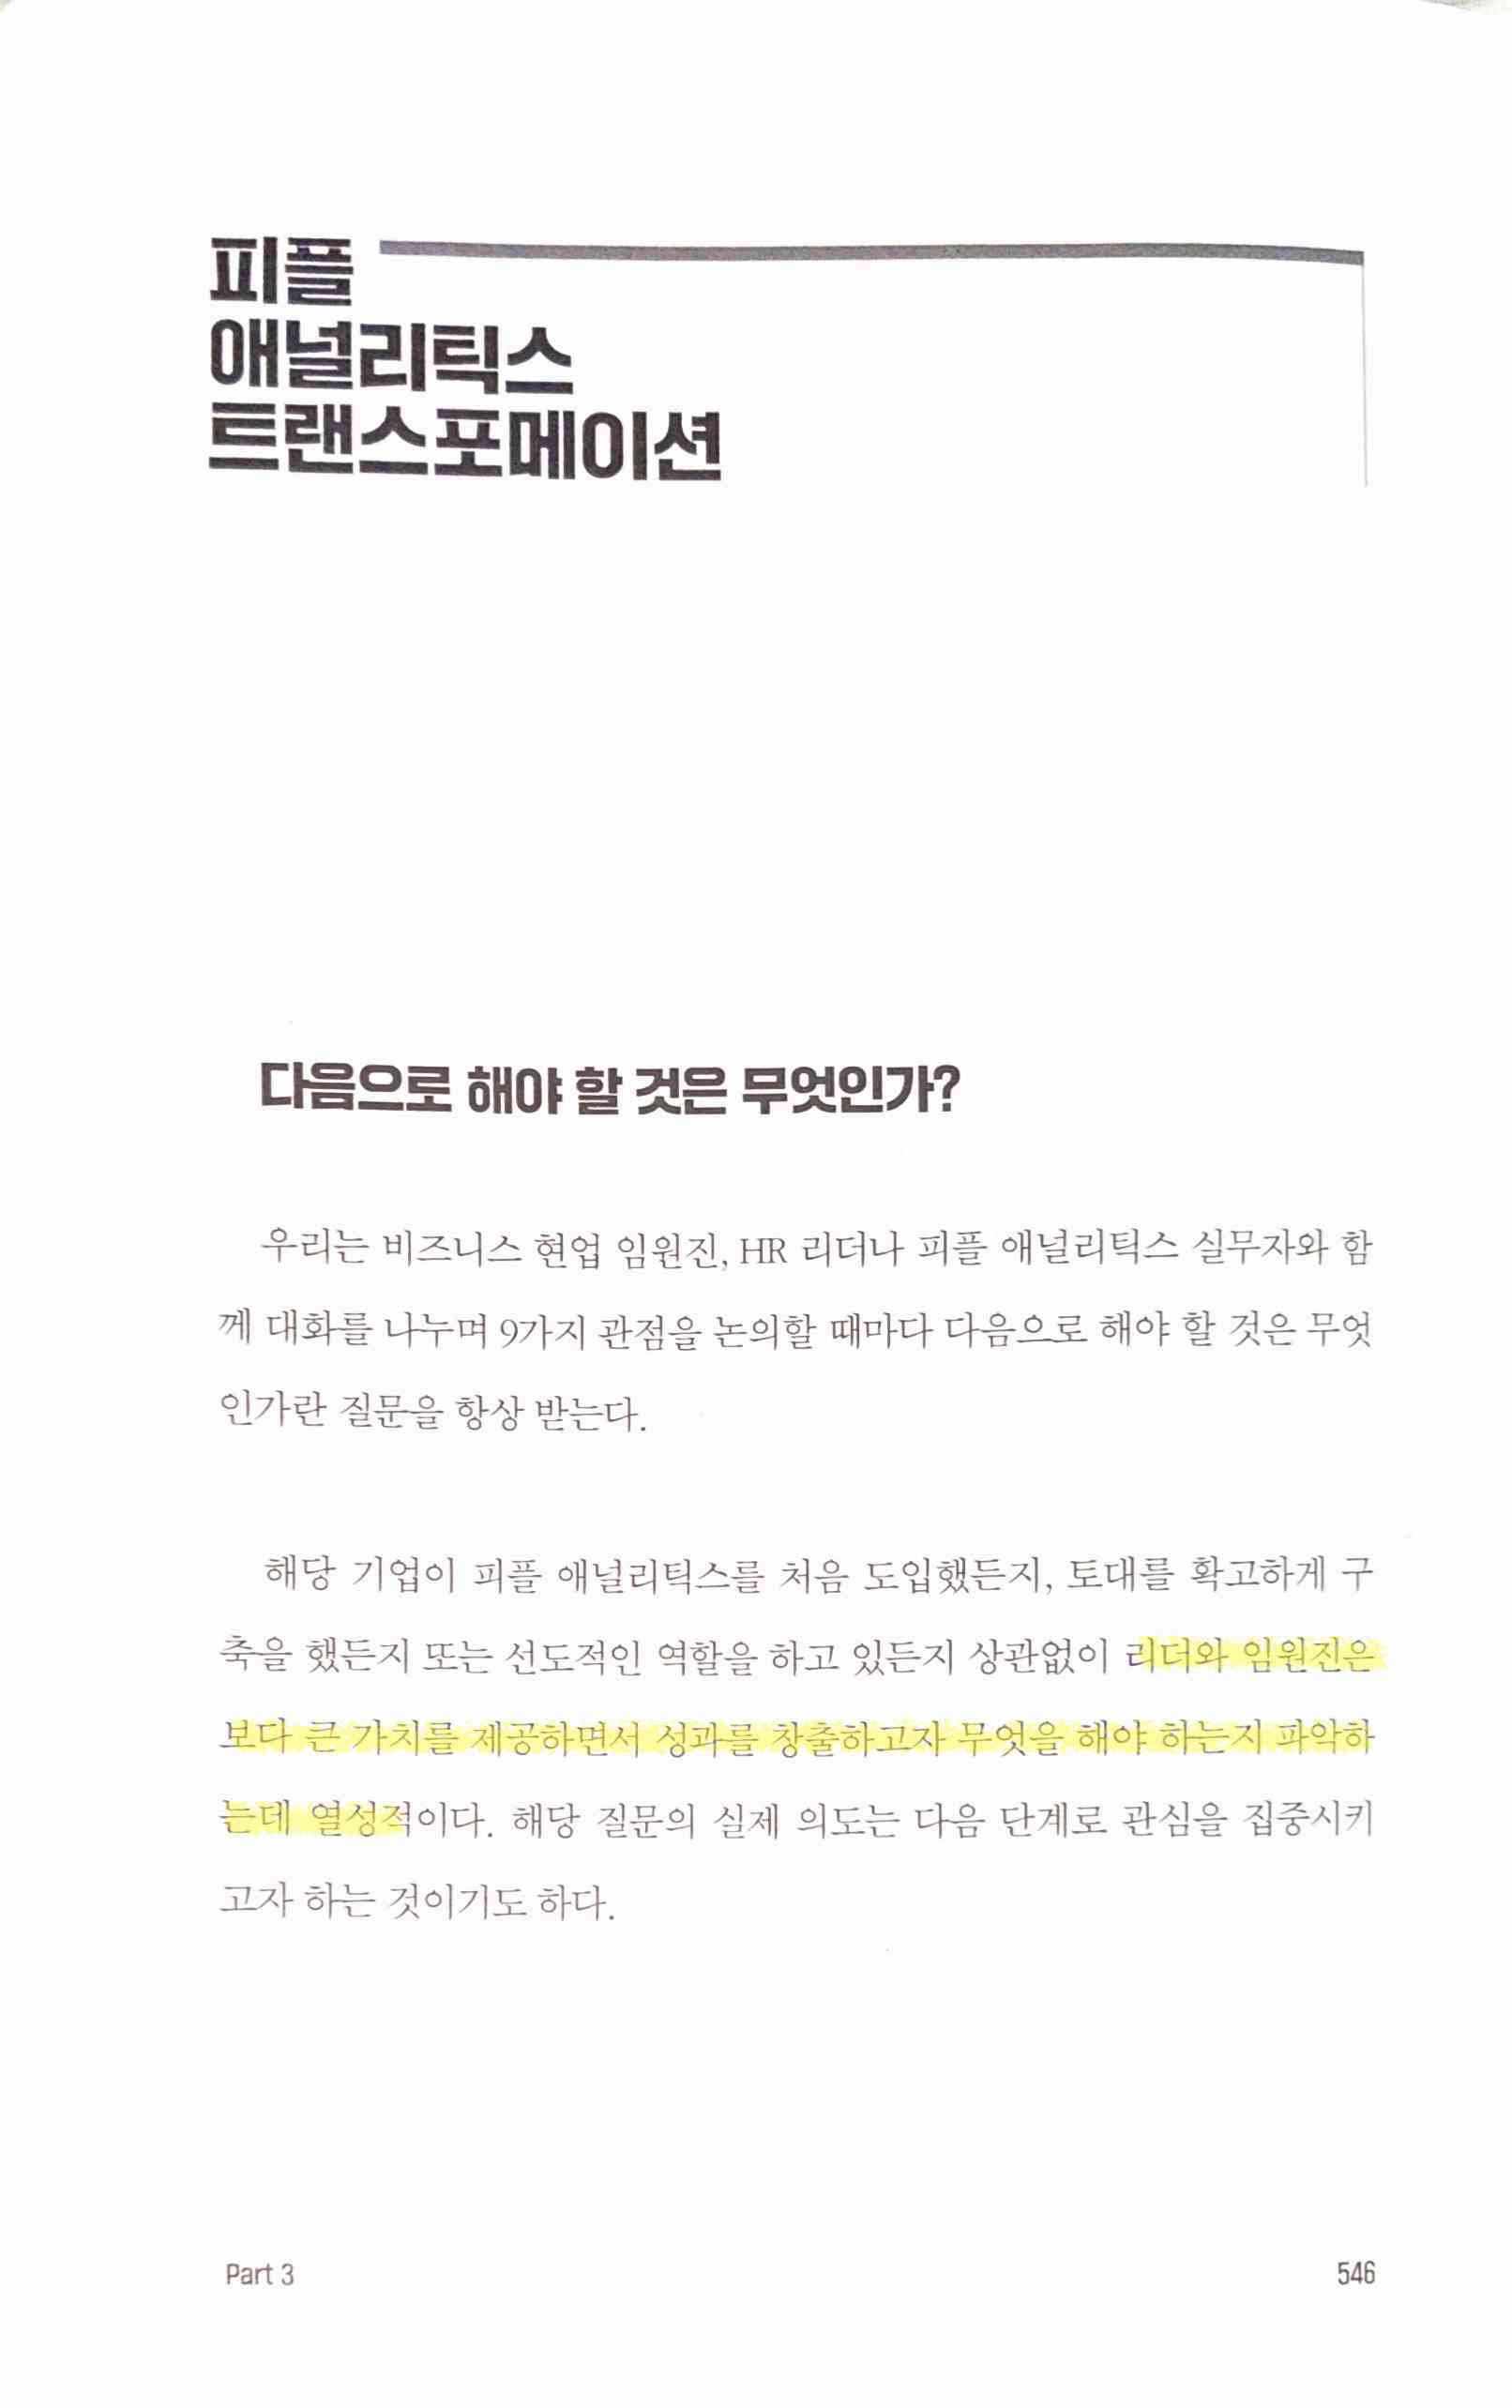 피플
애널리틱스
트랜스포메이션
다음으로 해야 할 것은 무엇인가?
우리는 비즈니스 현업 임원진, HR 리더나 피플 애널리틱스 실무자와 함
께 대화를 나누며 9가지 관점을 논의할 때마다 다음으로 해야 할 것은 무엇
인가란 질문을 항상 받는다.
해당 기업이 피플 애널리틱스를 처음 도입했든지, 토대를 확고하게 구
축을 했든지 또는 선도적인 역할을 하고 있든지 상관없이 리더와 임원진은
보다 큰 가치를 제공하면서 성과를 창출하고자 무엇을 해야 하는지 파악하
는데 열성적이다. 해당 질문의 실제 의도는 다음 단계로 관심을 집중시키
고자 하는 것이기도 하다.
Part 3
546